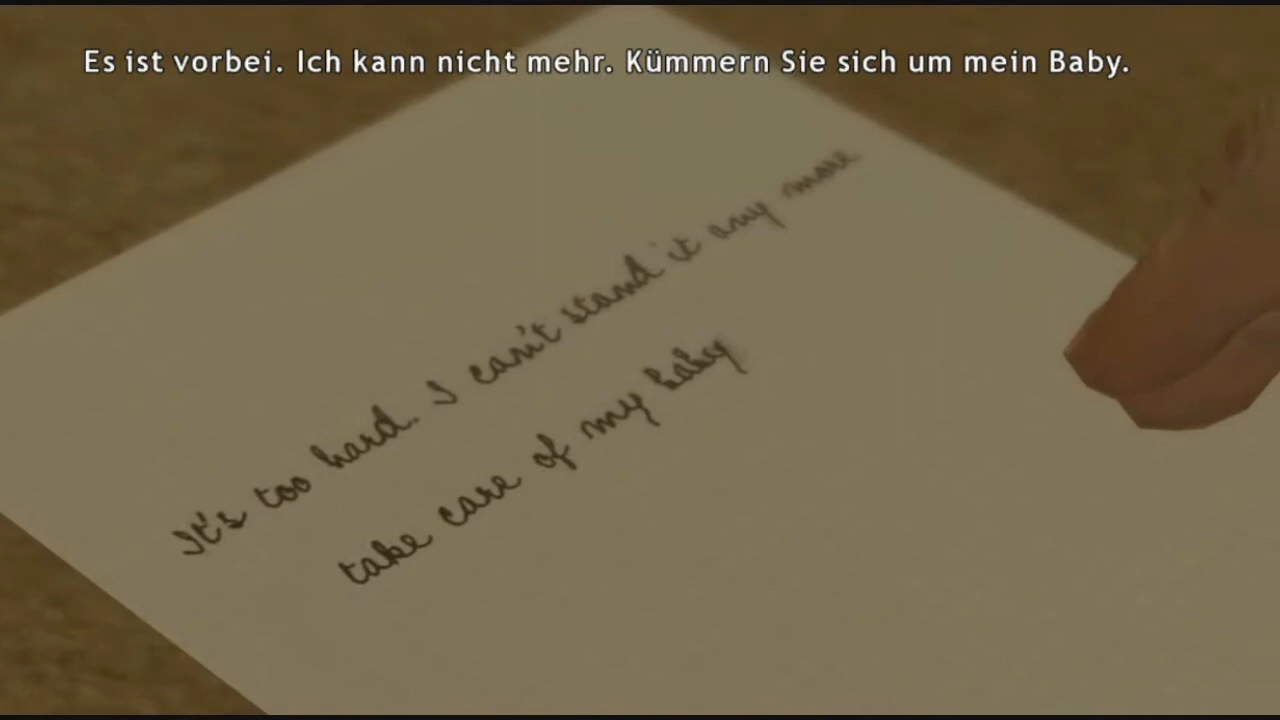 Es ist vorbei. Ich kann nicht mehr. Kümmern Sie sich um mein Baby.
It's too hard. I can't stand it any more
take care of my baby